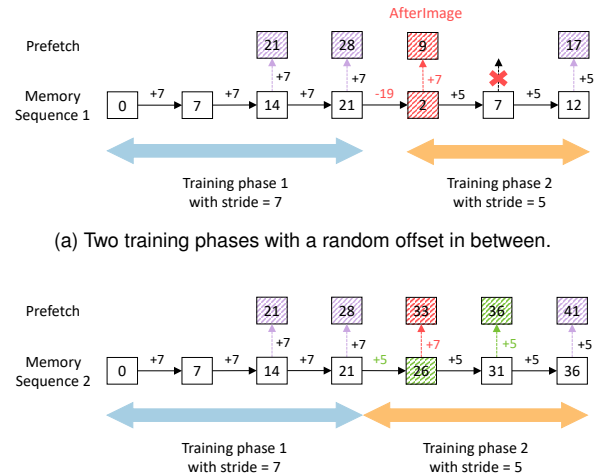 AfterImage
Prefetch 21 28 9 17
+7 +7 +7 +5
Memory
Sequence 1
0 +7 7 +7 14 +7 21 -19 2 +5 7 +5 12
Training phase 1
with stride = 7
Training phase 2
with stride = 5
(a) Two training phases with a random offset in between.
Prefetch 21 28 33 36 41
+7 +7 +7 +5 +5
Memory
Sequence 2
0 +7 7 +7 14 +7 21 +5 26 +5 31 +5 36
Training phase 1
with stride = 7
Training phase 2
with stride = 5